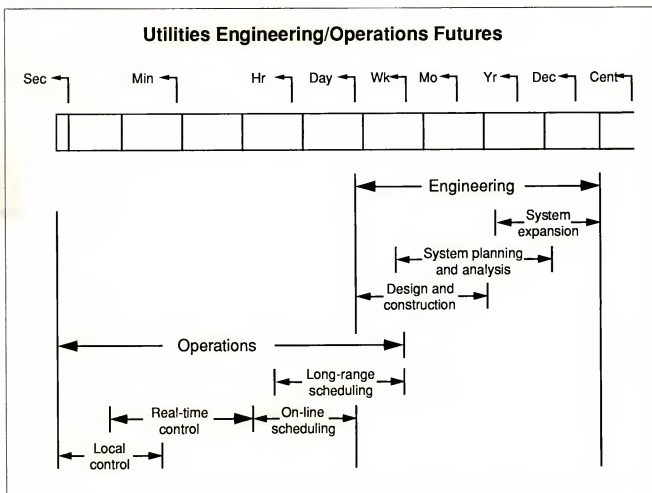 Utilities Engineering/Operations Futures
Sec Min Hr Day Wk Mo Yr Dec Cent
Engineering
System
expansion
System planning
and analysis
Design and
construction
Operations
Long-range
scheduling
Real-time
control
On-line
scheduling
Local
control